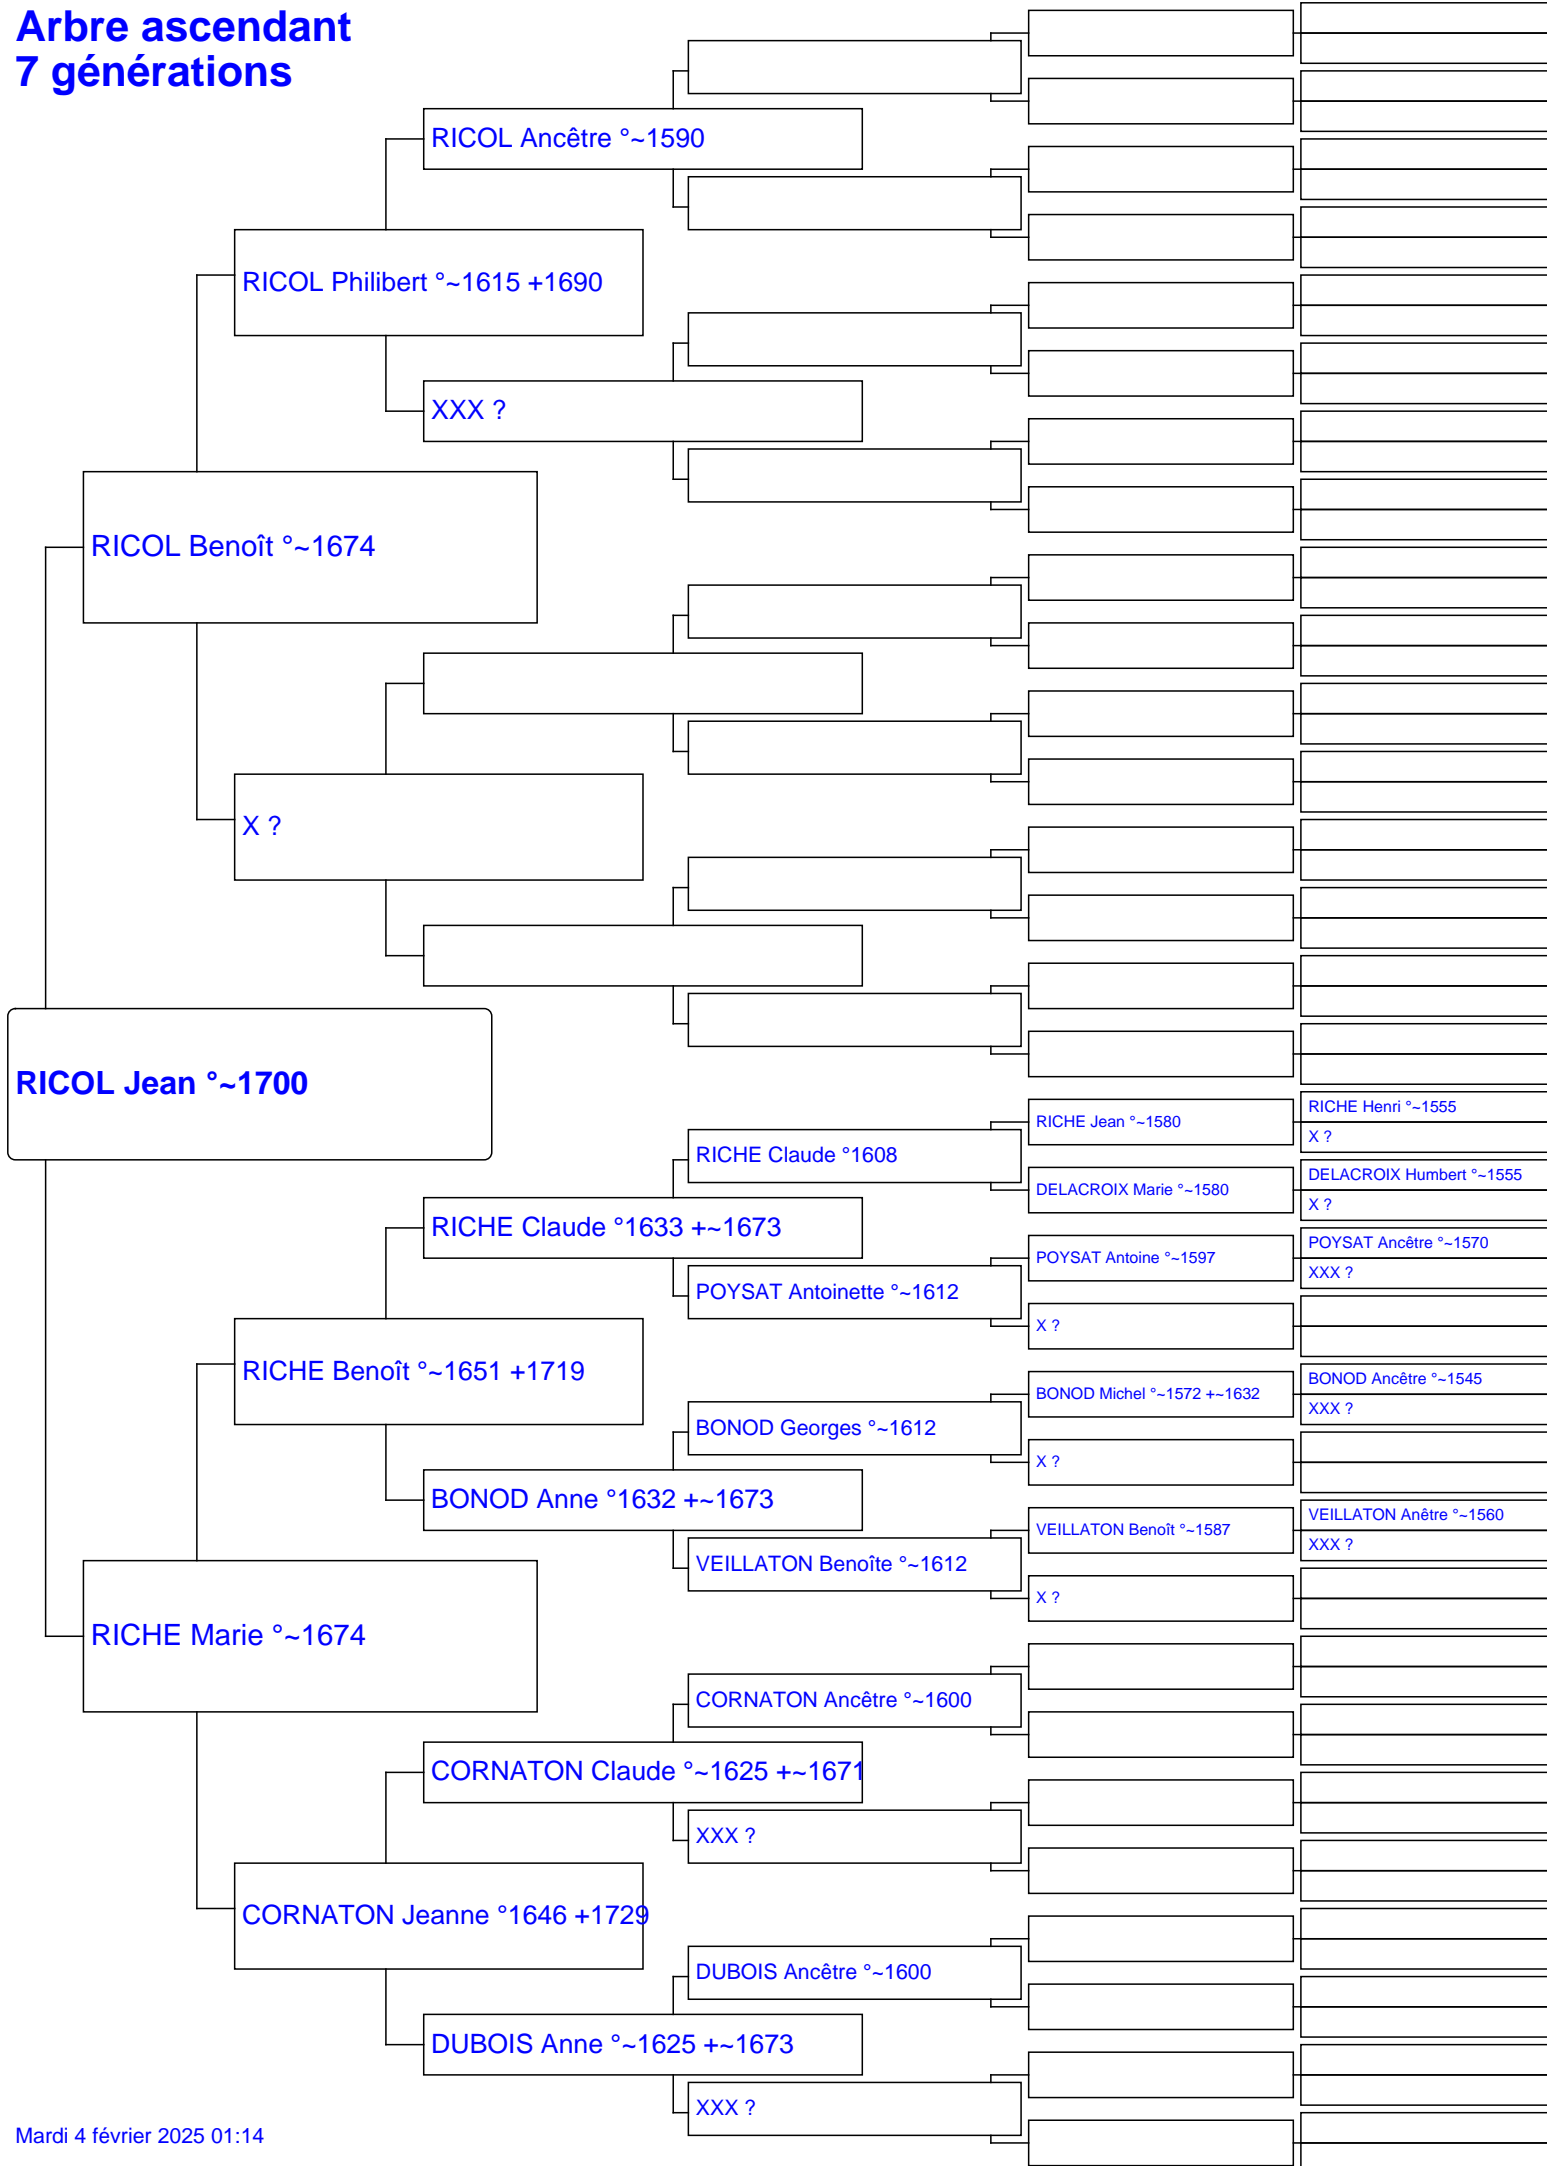 Arbre ascendant
7 générations
RICOL Ancêtre °~1590
RICOL Philibert °~1615 +1690
XXX ?
RICOL Benoît °~1674
X ?
RICOL Jean °~1700
RICHE Henri °~1555
RICHE Jean °~1580
X ?
RICHE Claude °1608
DELACROIX Humbert °~1555
DELACROIX Marie °~1580
X ?
RICHE Claude °1633 +~1673
POYSAT Ancêtre °~1570
POYSAT Antoine °~1597
XXX ?
POYSAT Antoinette °~1612
X ?
RICHE Benoît °~1651 +1719
BONOD Ancêtre °~1545
BONOD Michel °~1572 +~1632
XXX ?
BONOD Georges °~1612
X ?
BONOD Anne °1632 +~1673
VEILLATON Anêtre °~1560
VEILLATON Benoît °~1587
XXX ?
VEILLATON Benoîte °~1612
X ?
RICHE Marie °~1674
CORNATON Ancêtre °~1600
CORNATON Claude °~1625 +~1671
XXX ?
CORNATON Jeanne °1646 +1729
DUBOIS Ancêtre °~1600
DUBOIS Anne °~1625 +~1673
XXX ?
Mardi 4 février 2025 01:14